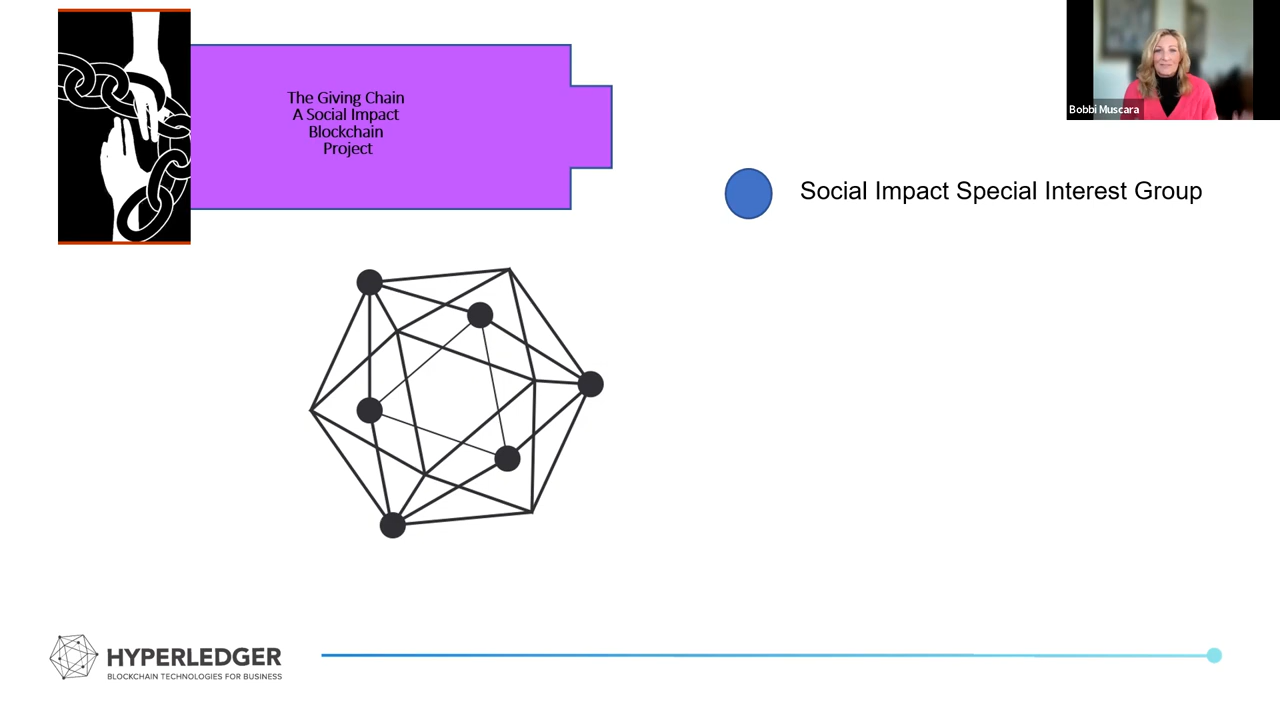 The Giving Chain
A Social Impact
Blockchain
Project
Bobbi Muscara
Social Impact Special Interest Group
HYPERLEDGER
BLOCKCHAIN TECHNOLOGIES FOR BUSINESS